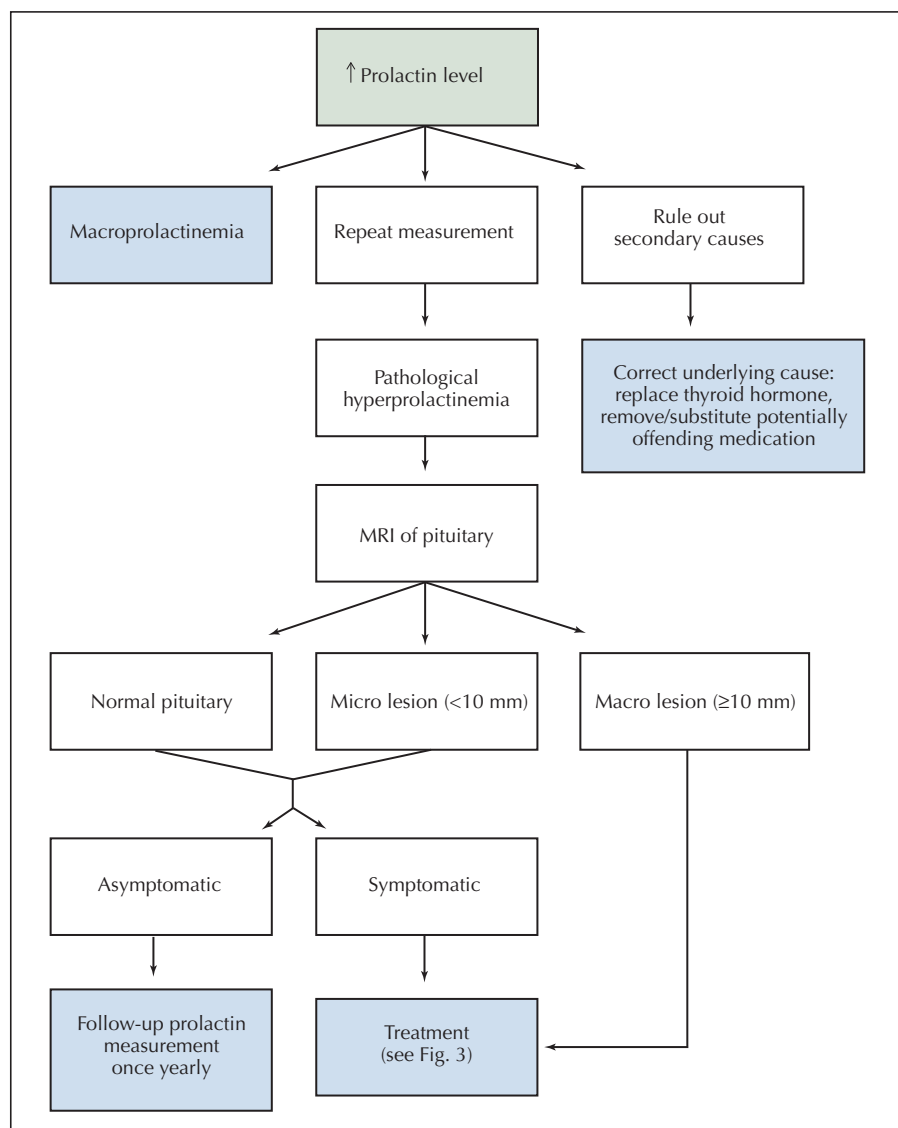 ↑ Prolactin level
Macroprolactinemia
Repeat measurement
Rule out
secondary causes
Pathological
hyperprolactinemia
Correct underlying cause:
replace thyroid hormone,
remove/substitute potentially
offending medication
MRI of pituitary
Normal pituitary
Micro lesion (<10 mm)
Macro lesion (≥10 mm)
Asymptomatic
Symptomatic
Follow-up prolactin
measurement
once yearly
Treatment
(see Fig. 3)